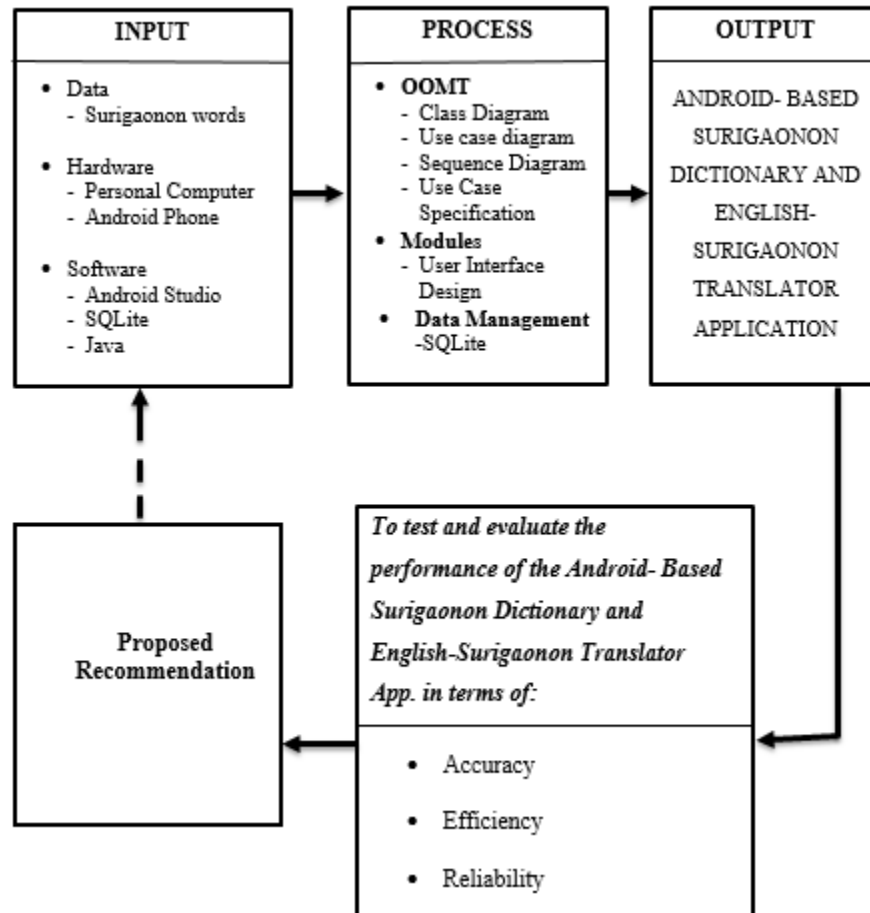 INPUT
• Data
- Surigaonon words
• Hardware
- Personal Computer
- Android Phone
• Software
- Android Studio
- SQLite
- Java
PROCESS
• OOMT
- Class Diagram
- Use case diagram
- Sequence Diagram
- Use Case
Specification
• Modules
- User Interface
Design
• Data Management
-SQLite
OUTPUT
ANDROID- BASED
SURIGAONON
DICTIONARY AND
ENGLISH-
SURIGAONON
TRANSLATOR
APPLICATION
To test and evaluate the
performance of the Android- Based
Surigaonon Dictionary and
English-Surigaonon Translator
App. in terms of:
• Accuracy
• Efficiency
• Reliability
Proposed
Recommendation